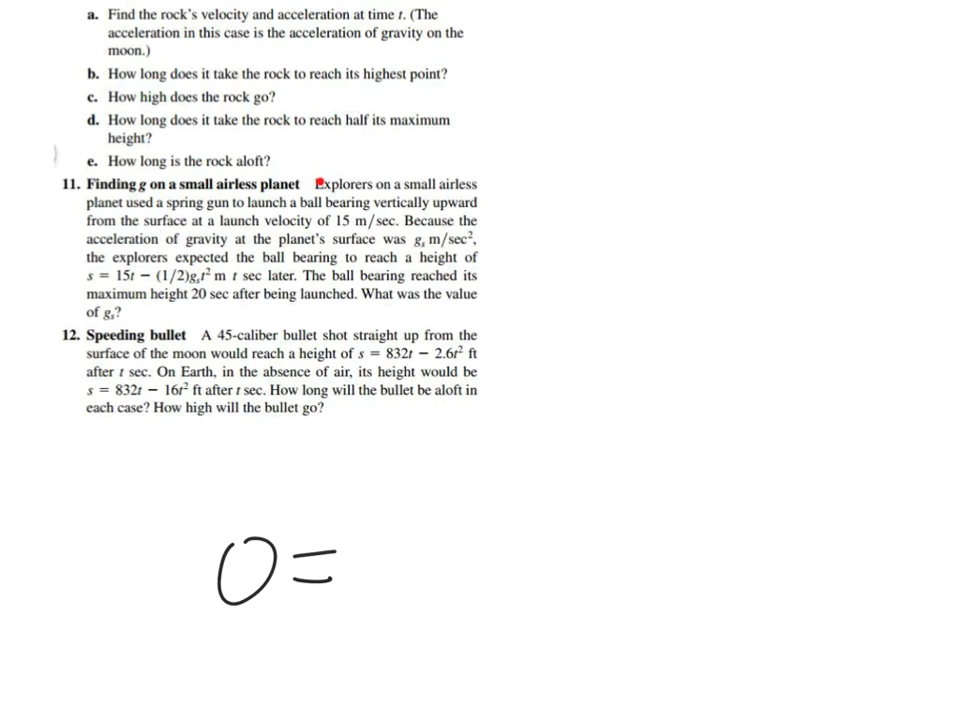 a. Find the rock's velocity and acceleration at time t. (The
acceleration in this case is the acceleration of gravity on the
moon.)
b. How long does it take the rock to reach its highest point?
c. How high does the rock go?
d. How long does it take the rock to reach half its maximum
height?
e. How long is the rock aloft?
11. Finding g on a small airless planet Explorers on a small airless
planet used a spring gun to launch a ball bearing vertically upward
from the surface at a launch velocity of 15 m/sec. Because the
acceleration of gravity at the planet's surface was gₛ m/sec²,
the explorers expected the ball bearing to reach a height of
s = 15t − (1/2)gₛt² m t sec later. The ball bearing reached its
maximum height 20 sec after being launched. What was the value
of gₛ?
12. Speeding bullet A 45-caliber bullet shot straight up from the
surface of the moon would reach a height of s = 832t − 2.6t² ft
after t sec. On Earth, in the absence of air, its height would be
s = 832t − 16t² ft after t sec. How long will the bullet be aloft in
each case? How high will the bullet go?
0 =